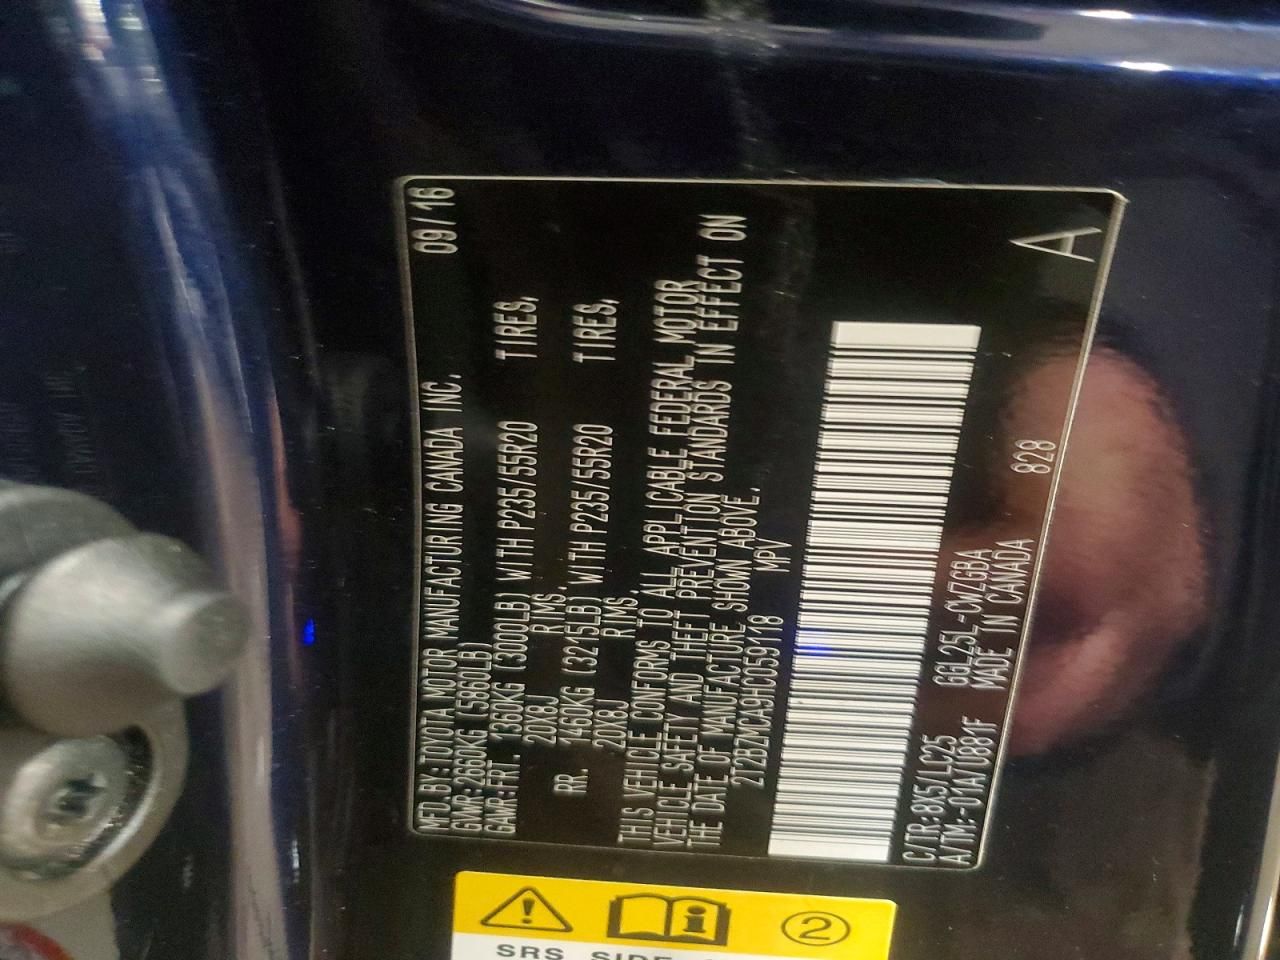 MFD.BY:TOYOTA MOTOR MANUFACTURING CANADA INC. 09/16
GVWR:2660KG(5860LB)
GAWR:FRT. 1360KG(3000LB)WITH P235/55R20 TIRES,
20X8J RIMS,
RR. 1460KG(3215LB)WITH P235/55R20 TIRES,
20X8J RIMS,
THIS VEHICLE CONFORMS TO ALL APPLICABLE FEDERAL MOTOR
VEHICLE SAFETY AND THEFT PREVENTION STANDARDS IN EFFECT ON
THE DATE OF MANUFACTURE SHOWN ABOVE.
2T2BZMCA9HC059118 MPV
C/TR:8X5/LC25 GGL25L-CWZGBA
A/TM:-01A/U881F MADE IN CANADA 828
A
2
SRS SIDE